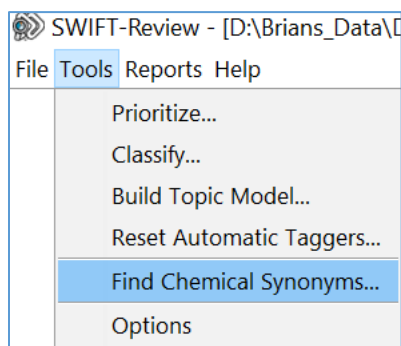 SWIFT-Review - [D:\Brians_Data\D
File Tools Reports Help
Prioritize...
Classify...
Build Topic Model...
Reset Automatic Taggers...
Find Chemical Synonyms...
Options